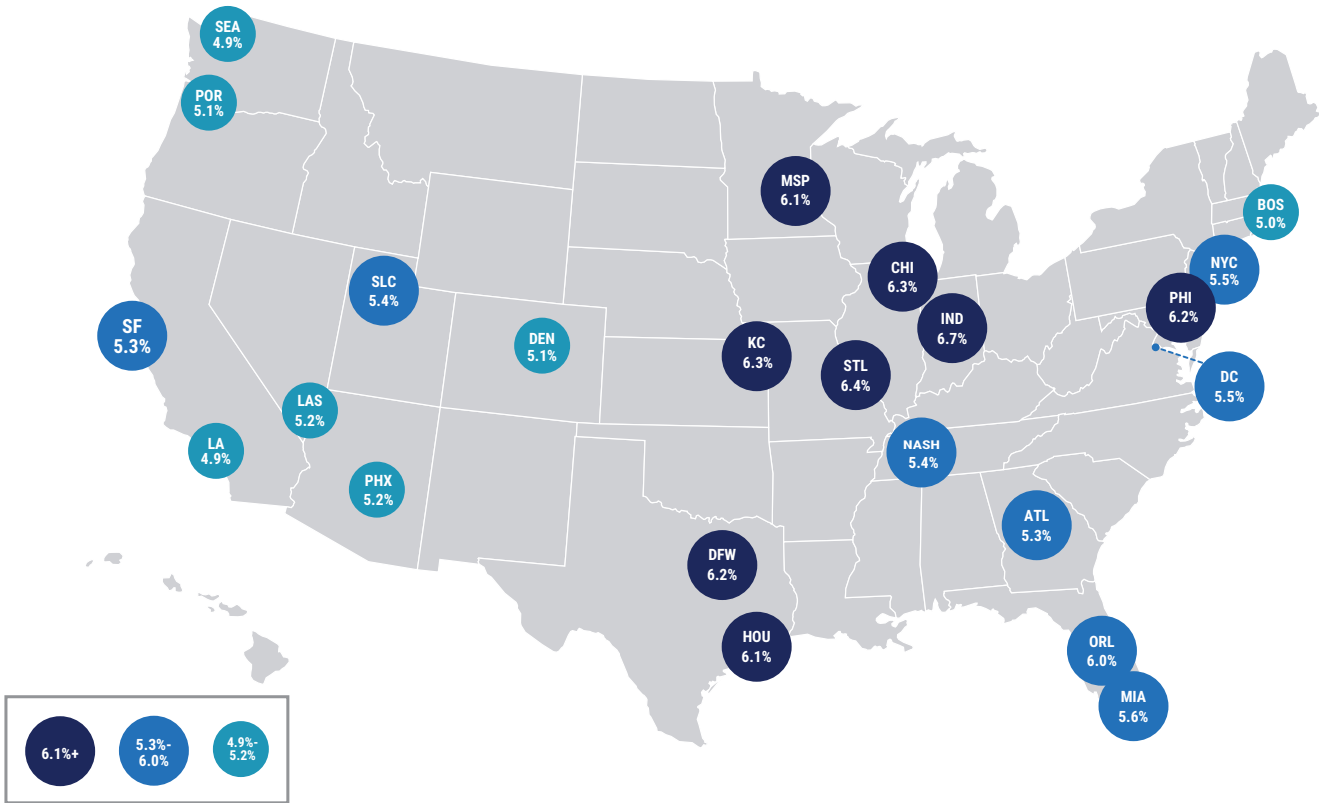 SEA
4.9%
POR
5.1%
MSP
6.1%
BOS
5.0%
CHI
6.3%
NYC
5.5%
SLC
5.4%
PHI
6.2%
SF
5.3%
IND
6.7%
DEN
5.1%
KC
6.3%
STL
6.4%
DC
5.5%
LAS
5.2%
LA
4.9%
NASH
5.4%
PHX
5.2%
ATL
5.3%
DFW
6.2%
HOU
6.1%
ORL
6.0%
MIA
5.6%
6.1%+
5.3%-
6.0%
4.9%-
5.2%